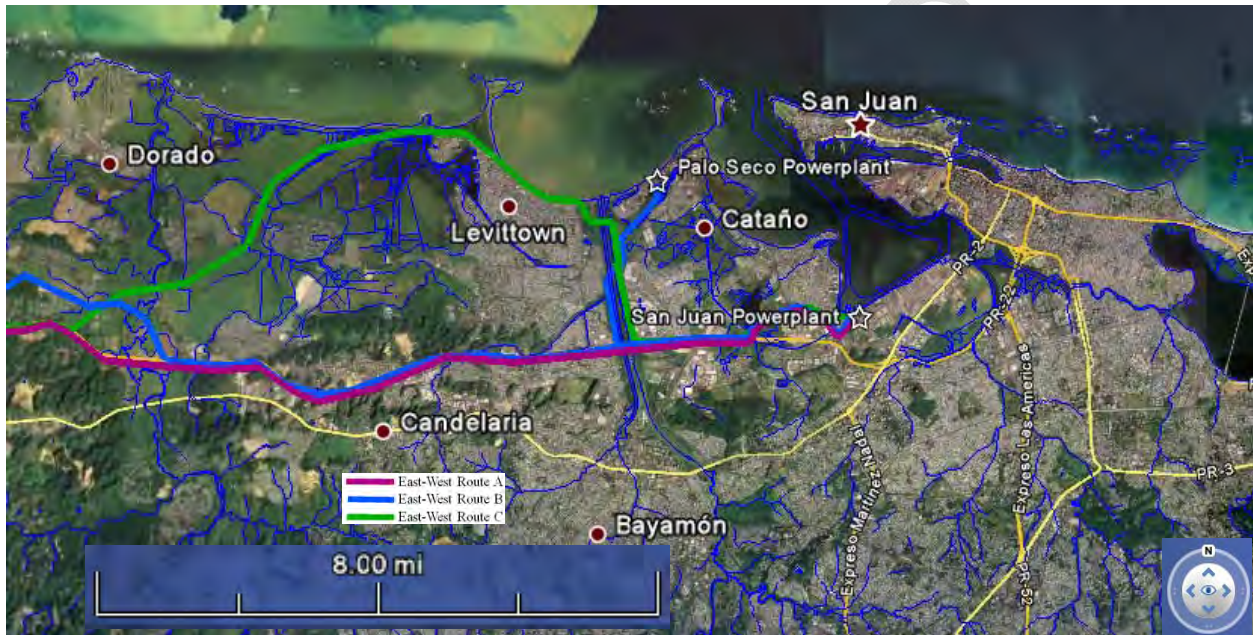 San Juan
Dorado
Palo Seco Powerplant
Levittown
Cataño
PR-2
Ex
PR-22
San Juan Powerplant
Candelaria
East-West Route A
East-West Route B
East-West Route C
Expreso Martínez Nadal
Expreso Las Americas
PR-3
Bayamón
8.00 mi
PR-52
N